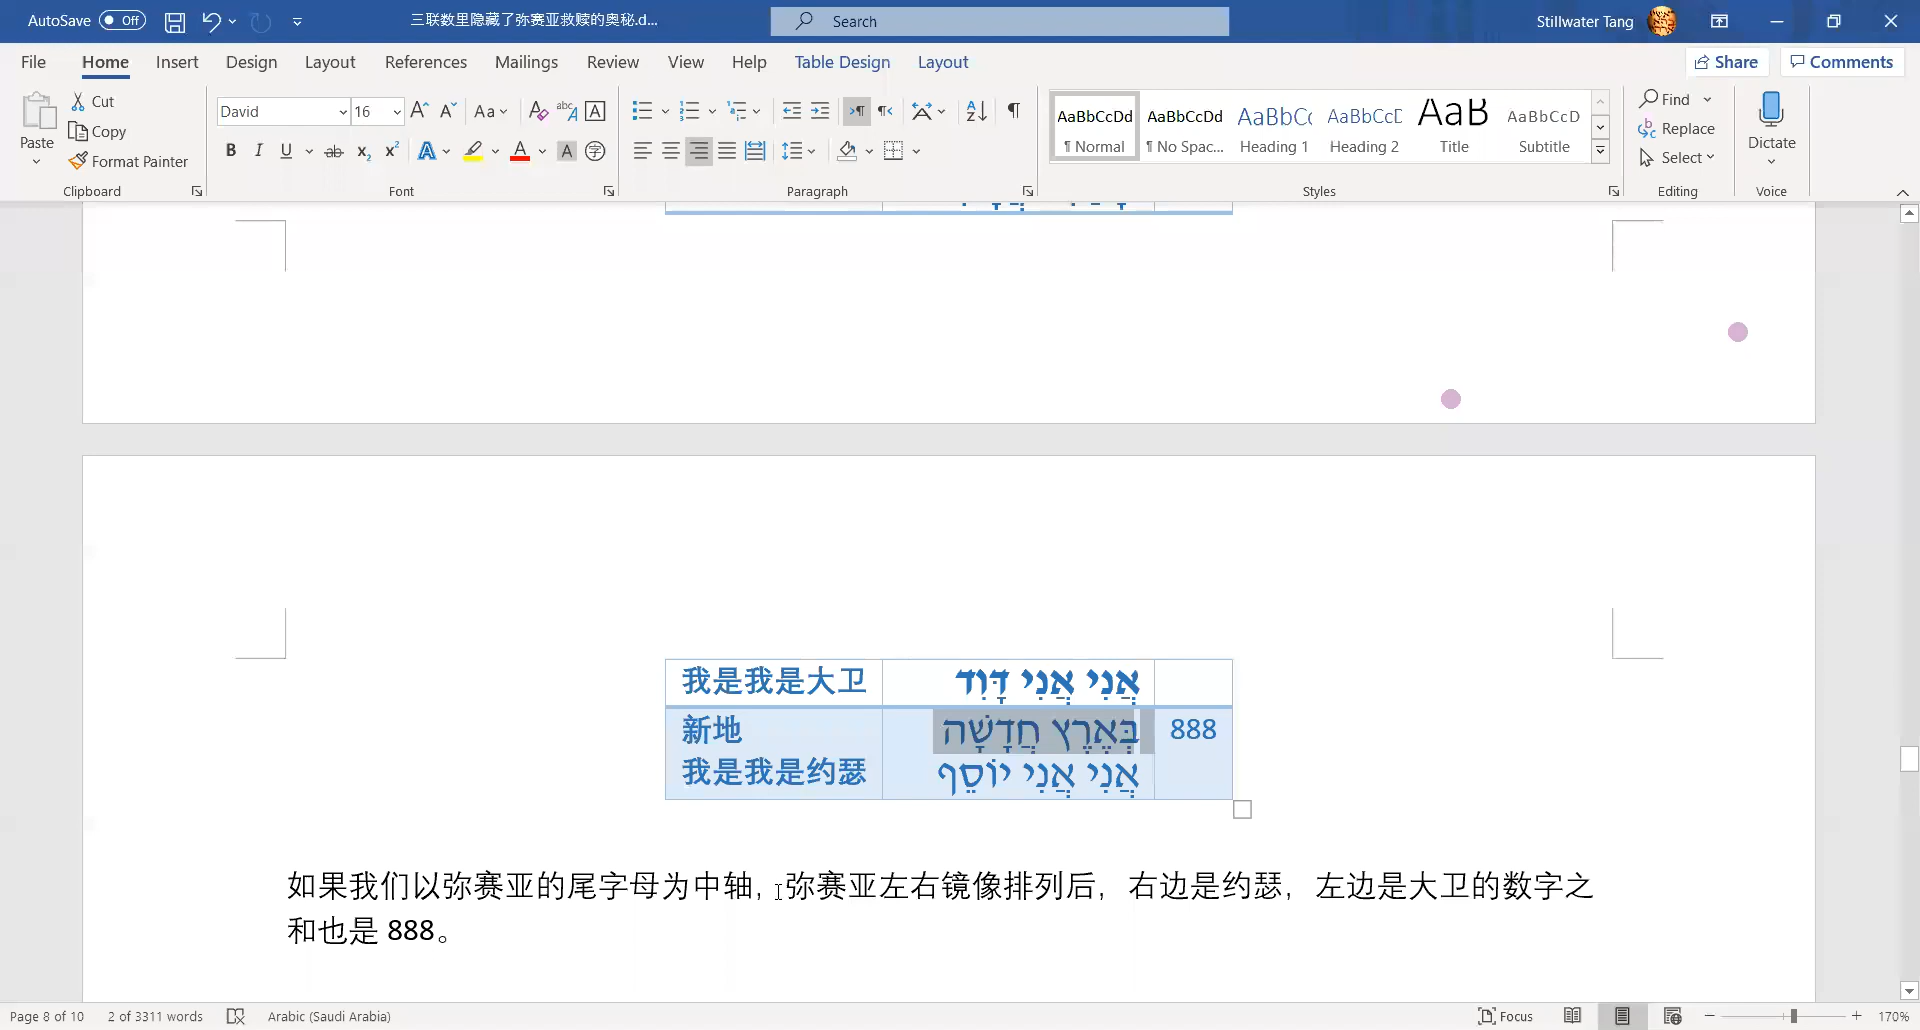 AutoSave Off 三联数里隐藏了弥赛亚救赎的奥秘.d... Search Stillwater Tang
File Home Insert Design Layout References Mailings Review View Help Table Design Layout Share Comments
Paste Cut Copy Format Painter
David 16 Aa
AaBbCcDd AaBbCcDd AaBbCc AaBbCcD AaB AaBbCcD
¶ Normal ¶ No Spac... Heading 1 Heading 2 Title Subtitle
Find Replace Select
Dictate
Clipboard Font Paragraph Styles Editing Voice
我是我是大卫 אֲנִי אֲנִי דָּוִד
新地 בְּאֶרֶץ חֲדָשָׁה 888
我是我是约瑟 אֲנִי אֲנִי יוֹסֵף
如果我们以弥赛亚的尾字母为中轴，弥赛亚左右镜像排列后，右边是约瑟，左边是大卫的数字之
和也是 888。
Page 8 of 10 2 of 3311 words Arabic (Saudi Arabia) Focus 170%